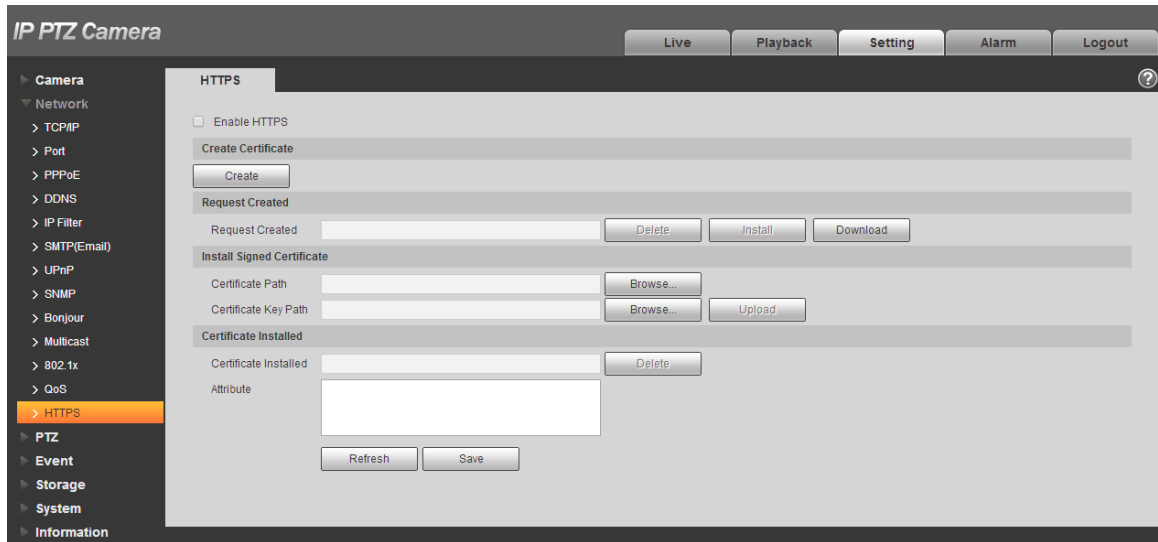 IP PTZ Camera
Live Playback Setting Alarm Logout
Camera
HTTPS
?
Network
> TCP/IP
Enable HTTPS
> Port
Create Certificate
> PPPoE
Create
> DDNS
Request Created
> IP Filter
Request Created Delete Install Download
> SMTP(Email)
Install Signed Certificate
> UPnP
Certificate Path Browse...
> SNMP
Certificate Key Path Browse... Upload
> Bonjour
Certificate Installed
> Multicast
Certificate Installed Delete
> 802.1x
Attribute
> QoS
> HTTPS
PTZ
Event
Refresh Save
Storage
System
Information